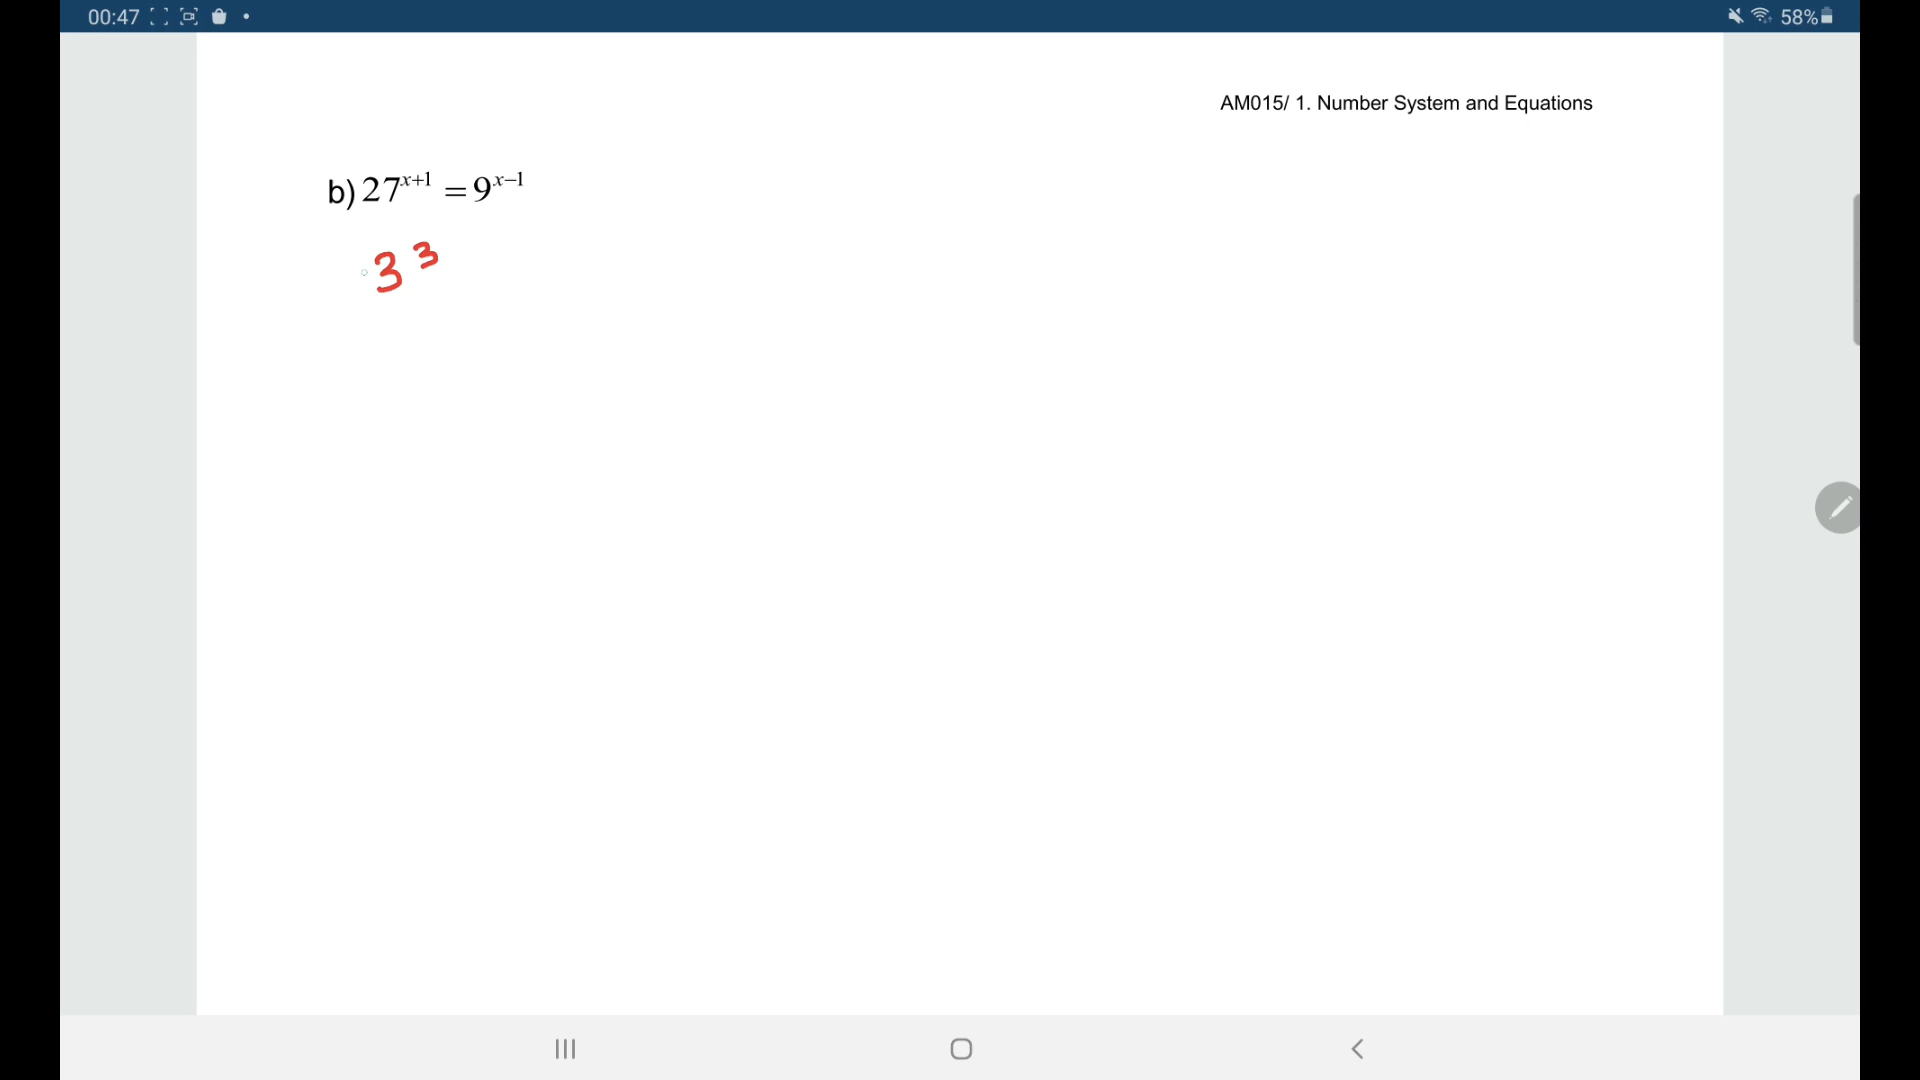 00:47 58%
AM015/ 1. Number System and Equations
b) 27^{x+1} = 9^{x-1}
3^3